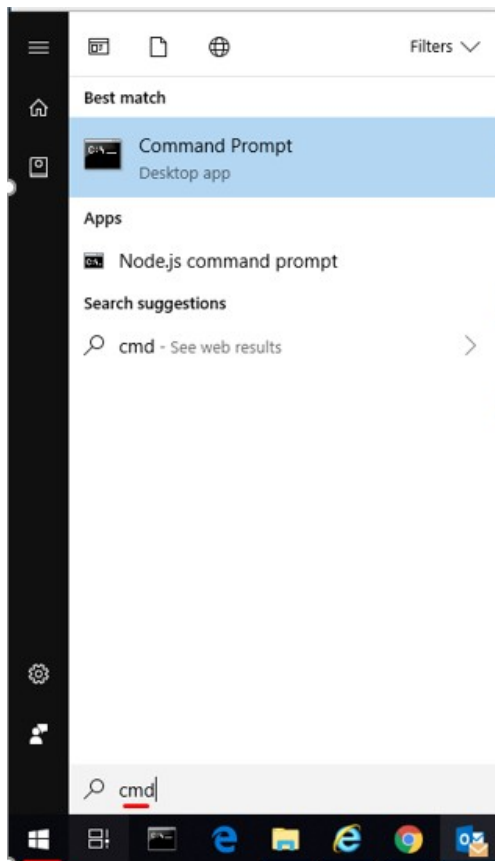 Filters
Best match
Command Prompt
Desktop app
Apps
Node.js command prompt
Search suggestions
cmd - See web results
cmd